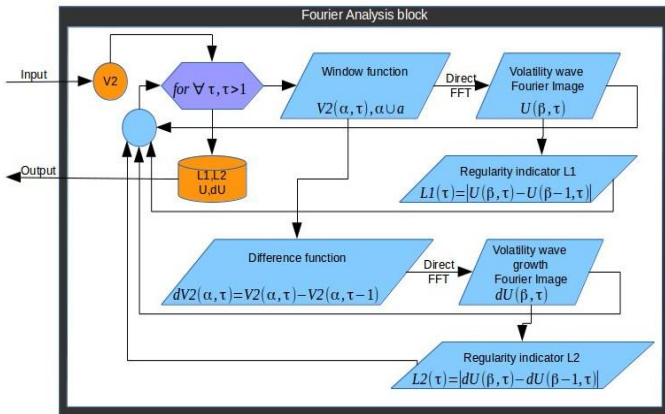 Fourier Analysis block
Input
V2
for ∀ τ,τ>1
Window function
V2(α,τ),α∪a
Direct
FFT
Volatility wave
Fourier Image
U(β,τ)
Output
L1,L2
U,dU
Regularity indicator L1
L1(τ)=|U(β,τ)−U(β−1,τ)|
Difference function
dV2(α,τ)=V2(α,τ)−V2(α,τ−1)
Direct
FFT
Volatility wave
growth
Fourier Image
dU(β,τ)
Regularity indicator L2
L2(τ)=|dU(β,τ)−dU(β−1,τ)|